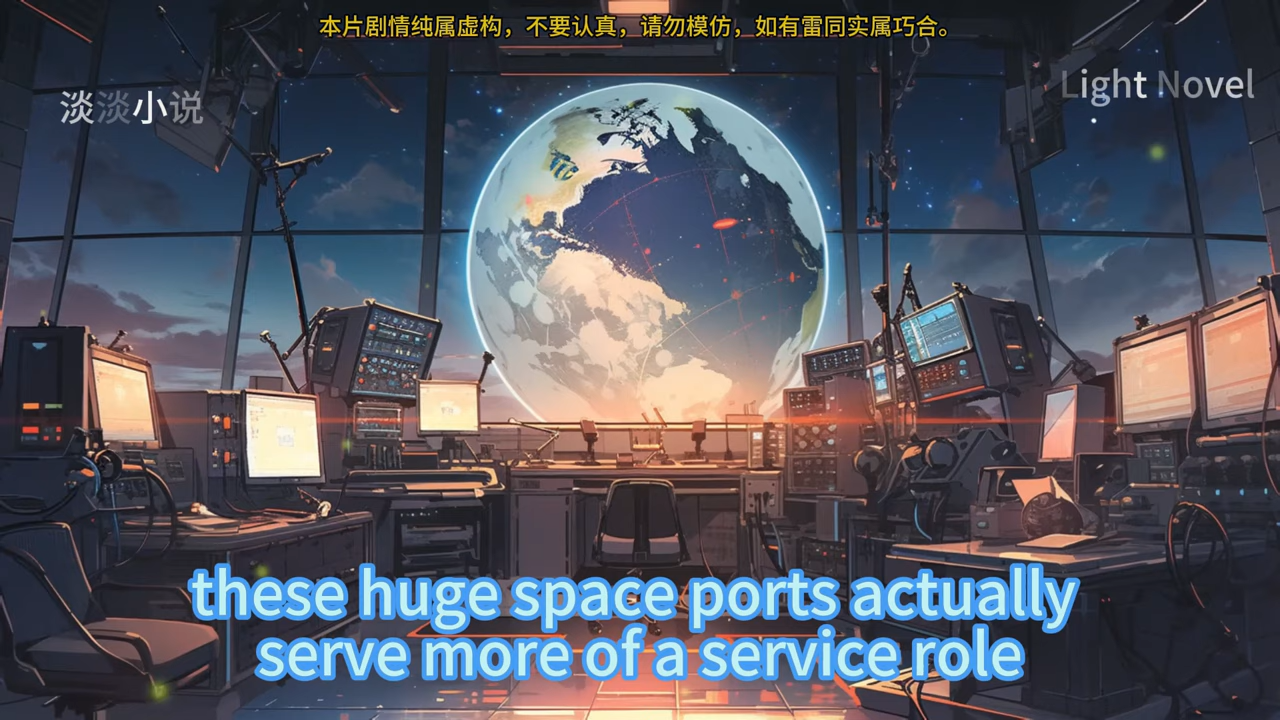 本片剧情纯属虚构，不要认真，请勿模仿，如有雷同实属巧合。
淡淡小说
Light Novel
these huge space ports actually
serve more of a service role